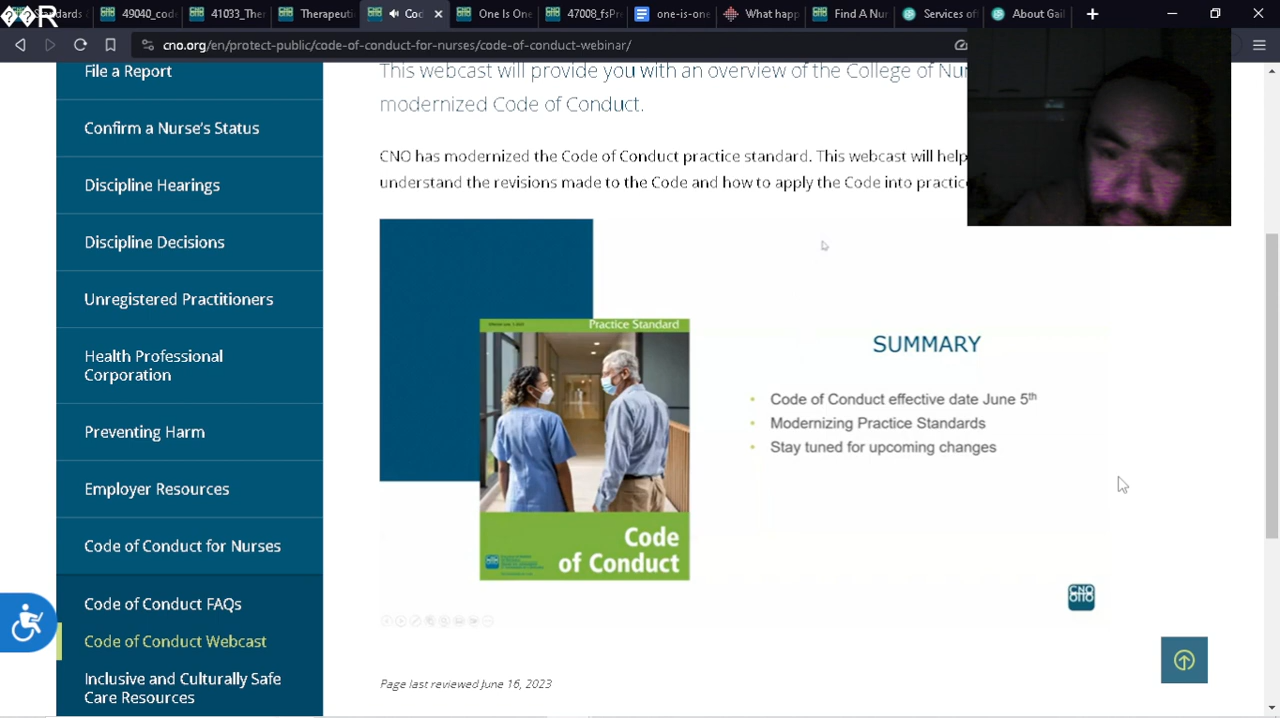 ��R
Standards
49040_code
41033_The
Therapeuti
Cod
One Is One
47008_fsPre
one-is-one
What happ
Find A Nur
Services of
About Gail
cno.org/en/protect-public/code-of-conduct-for-nurses/code-of-conduct-webinar/
File a Report
Confirm a Nurse's Status
Discipline Hearings
Discipline Decisions
Unregistered Practitioners
Health Professional
Corporation
Preventing Harm
Employer Resources
Code of Conduct for Nurses
Code of Conduct FAQs
Code of Conduct Webcast
Inclusive and Culturally Safe
Care Resources
This webcast will provide you with an overview of the College of Nur
modernized Code of Conduct.
CNO has modernized the Code of Conduct practice standard. This webcast will help
understand the revisions made to the Code and how to apply the Code into practice
Practice Standard
Code
of Conduct
SUMMARY
• Code of Conduct effective date June 5th
• Modernizing Practice Standards
• Stay tuned for upcoming changes
CNO
OIIO
Page last reviewed June 16, 2023